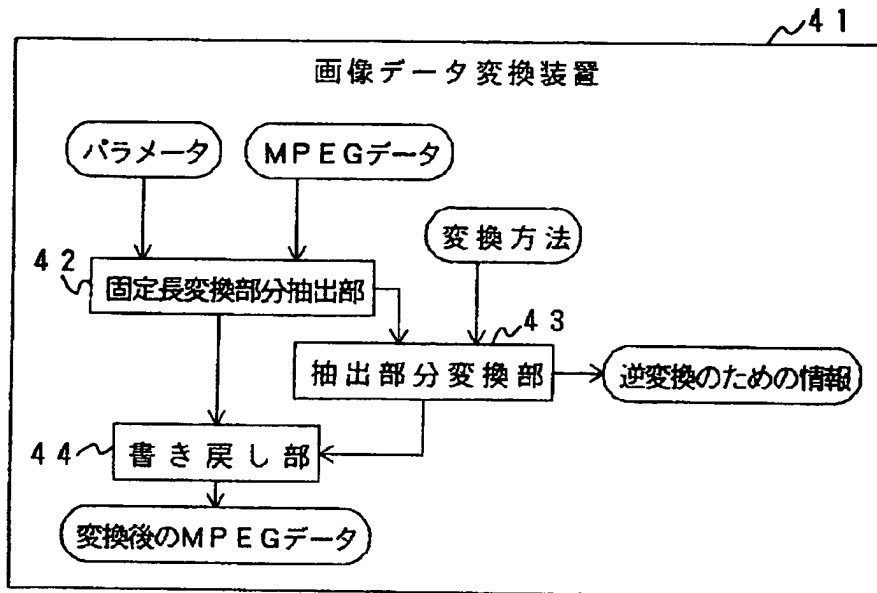 41
画像データ変換装置
パラメータ
MPEGデータ
変換方法
42
固定長変換部分抽出部
43
抽出部分変換部
逆変換のための情報
44
書き戻し部
変換後のMPEGデータ